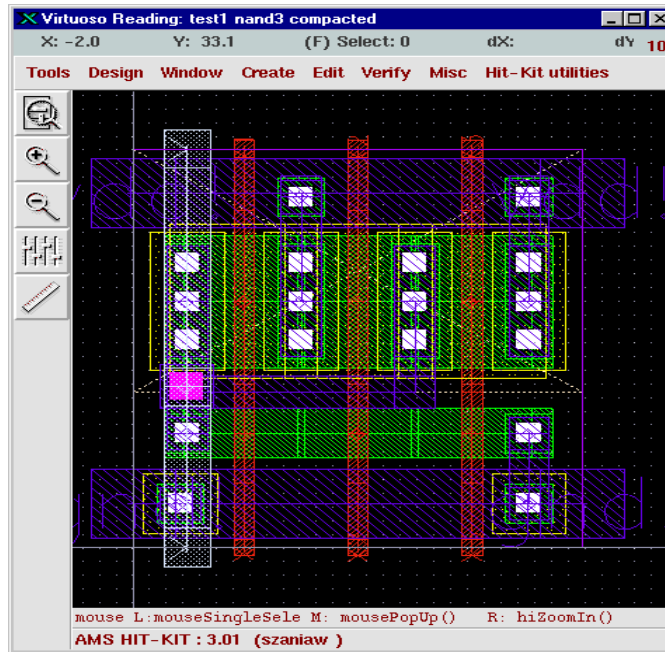 Virtuoso Reading: test1 nand3 compacted
X: -2.0 Y: 33.1 (F) Select: 0 dX: dY 10
Tools Design Window Create Edit Verify Misc Hit-Kit utilities
mouse L:mouseSingleSele M: mousePopUp() R: hiZoomIn()
AMS HIT-KIT : 3.01 (szaniaw )